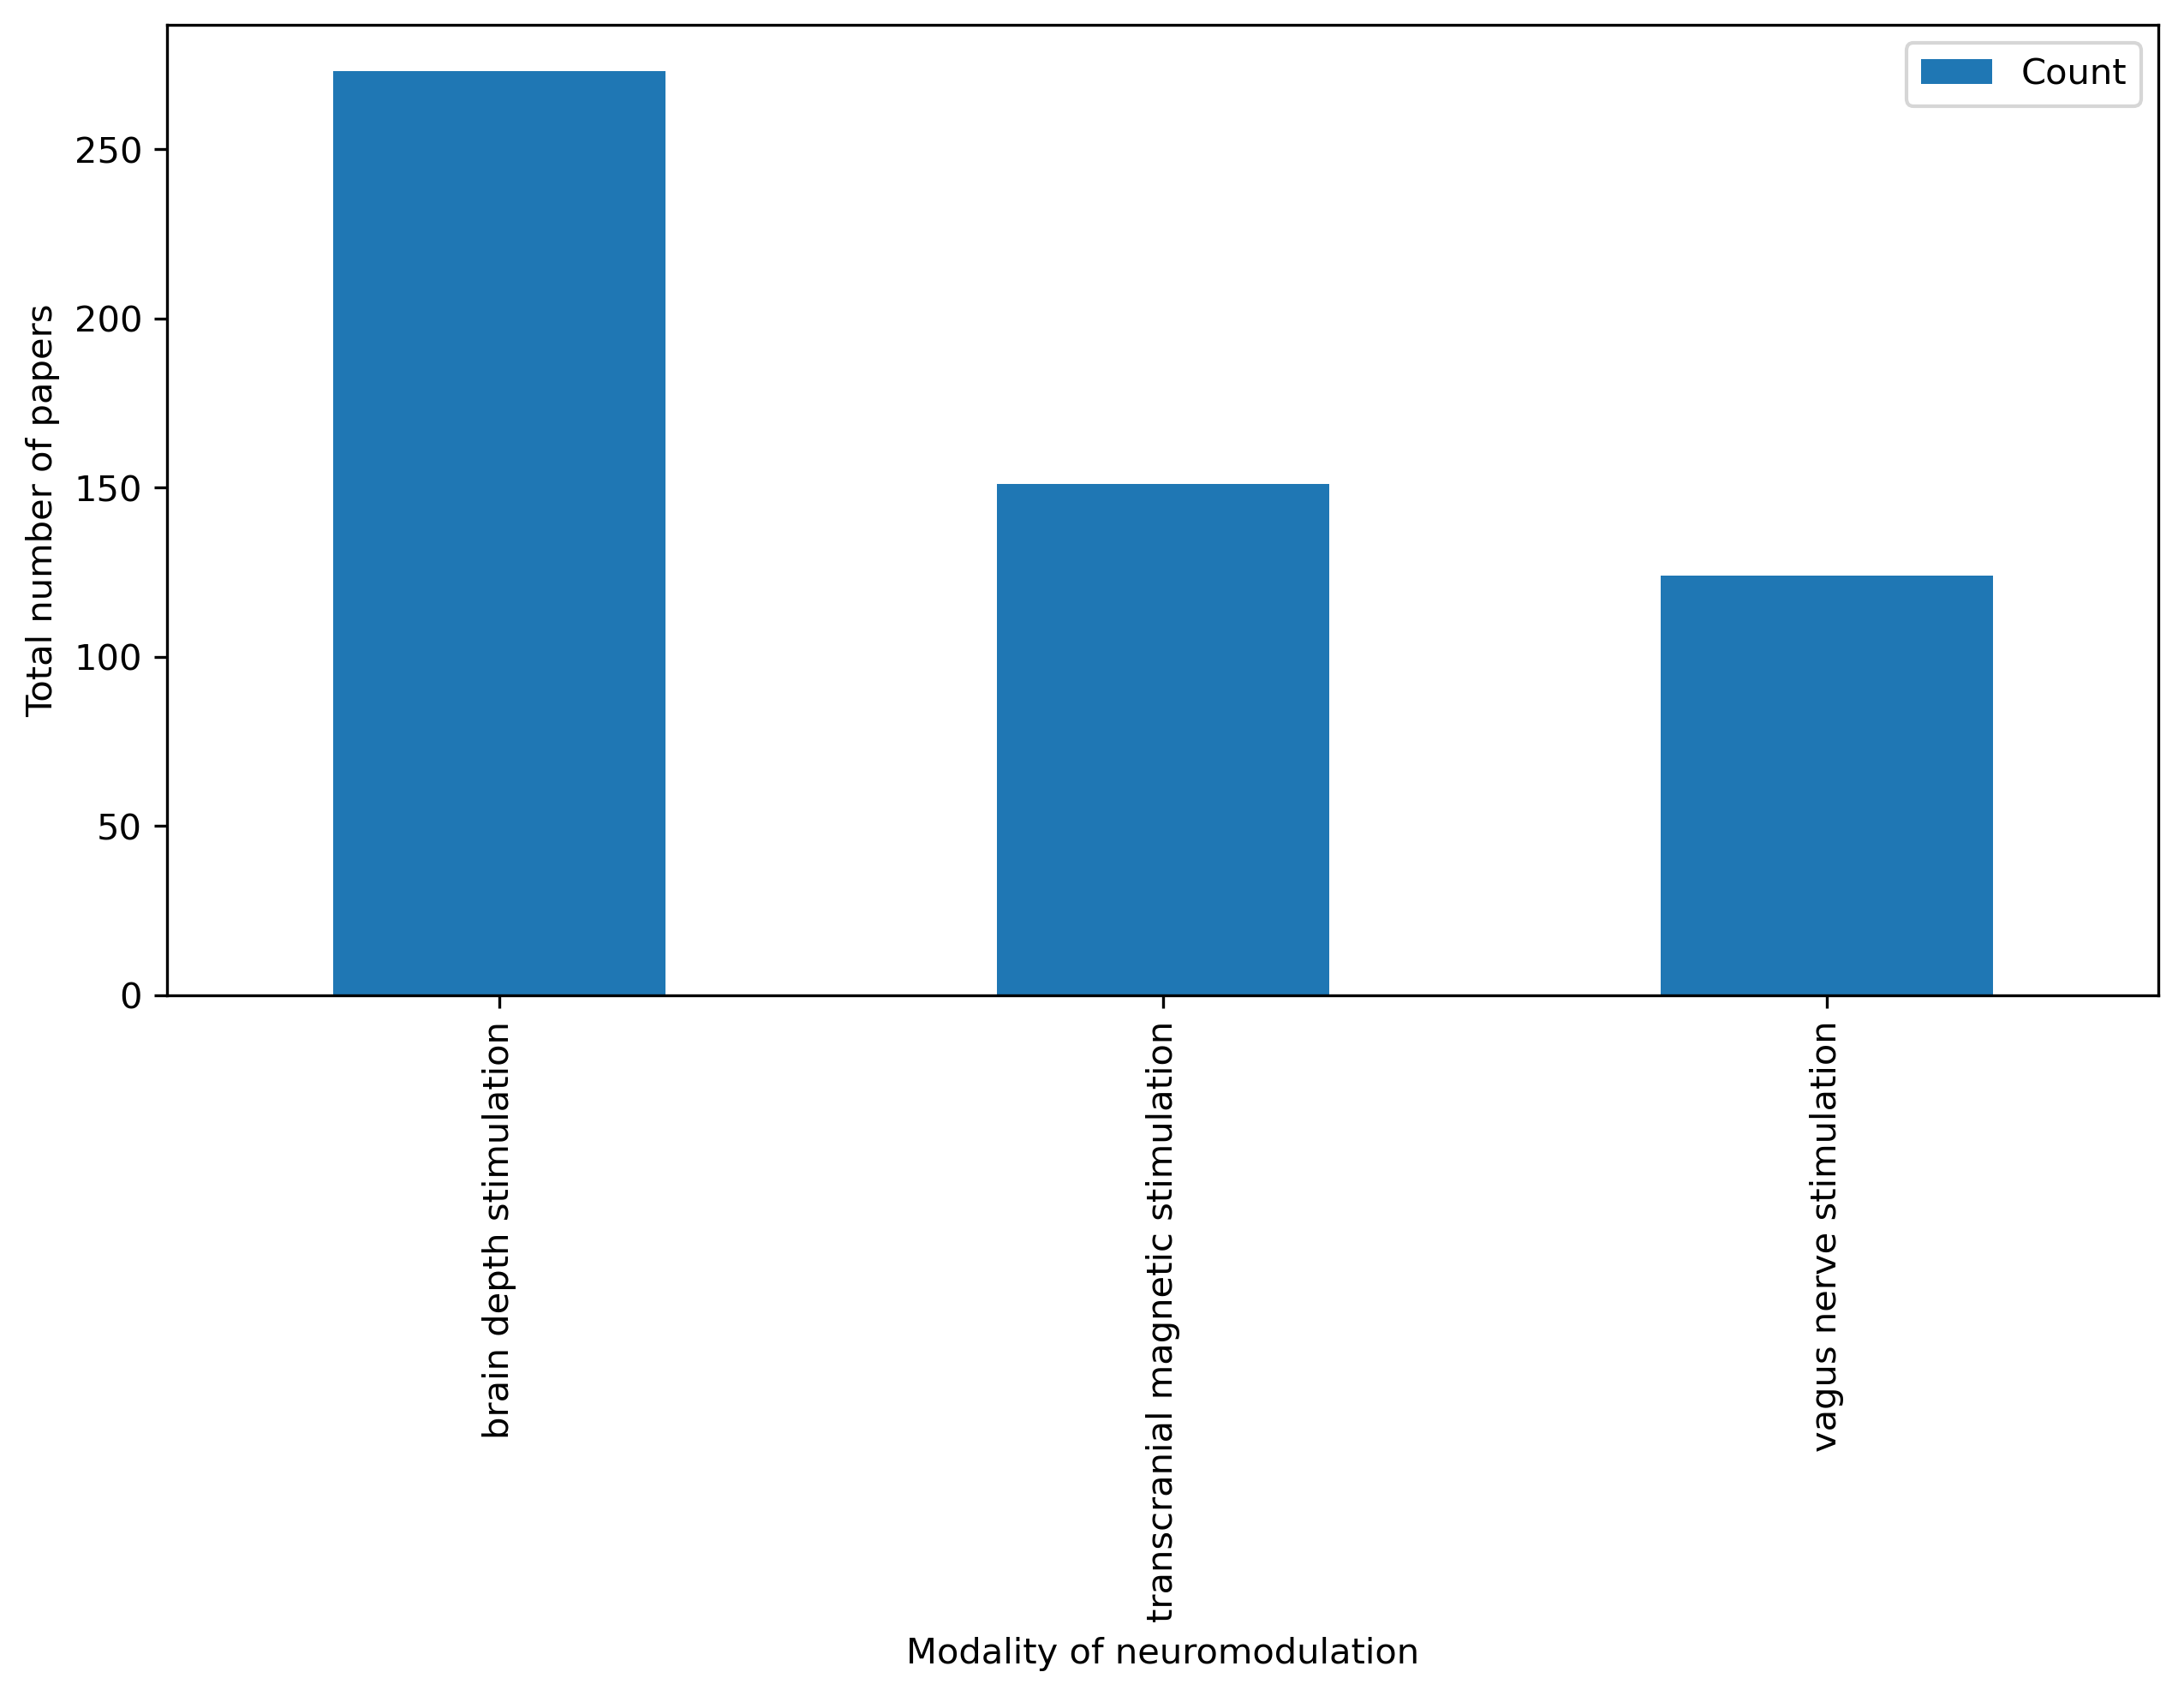 Count
Total number of papers
250
200
150
100
50
0
brain depth stimulation
transcranial magnetic stimulation
vagus nerve stimulation
Modality of neuromodulation